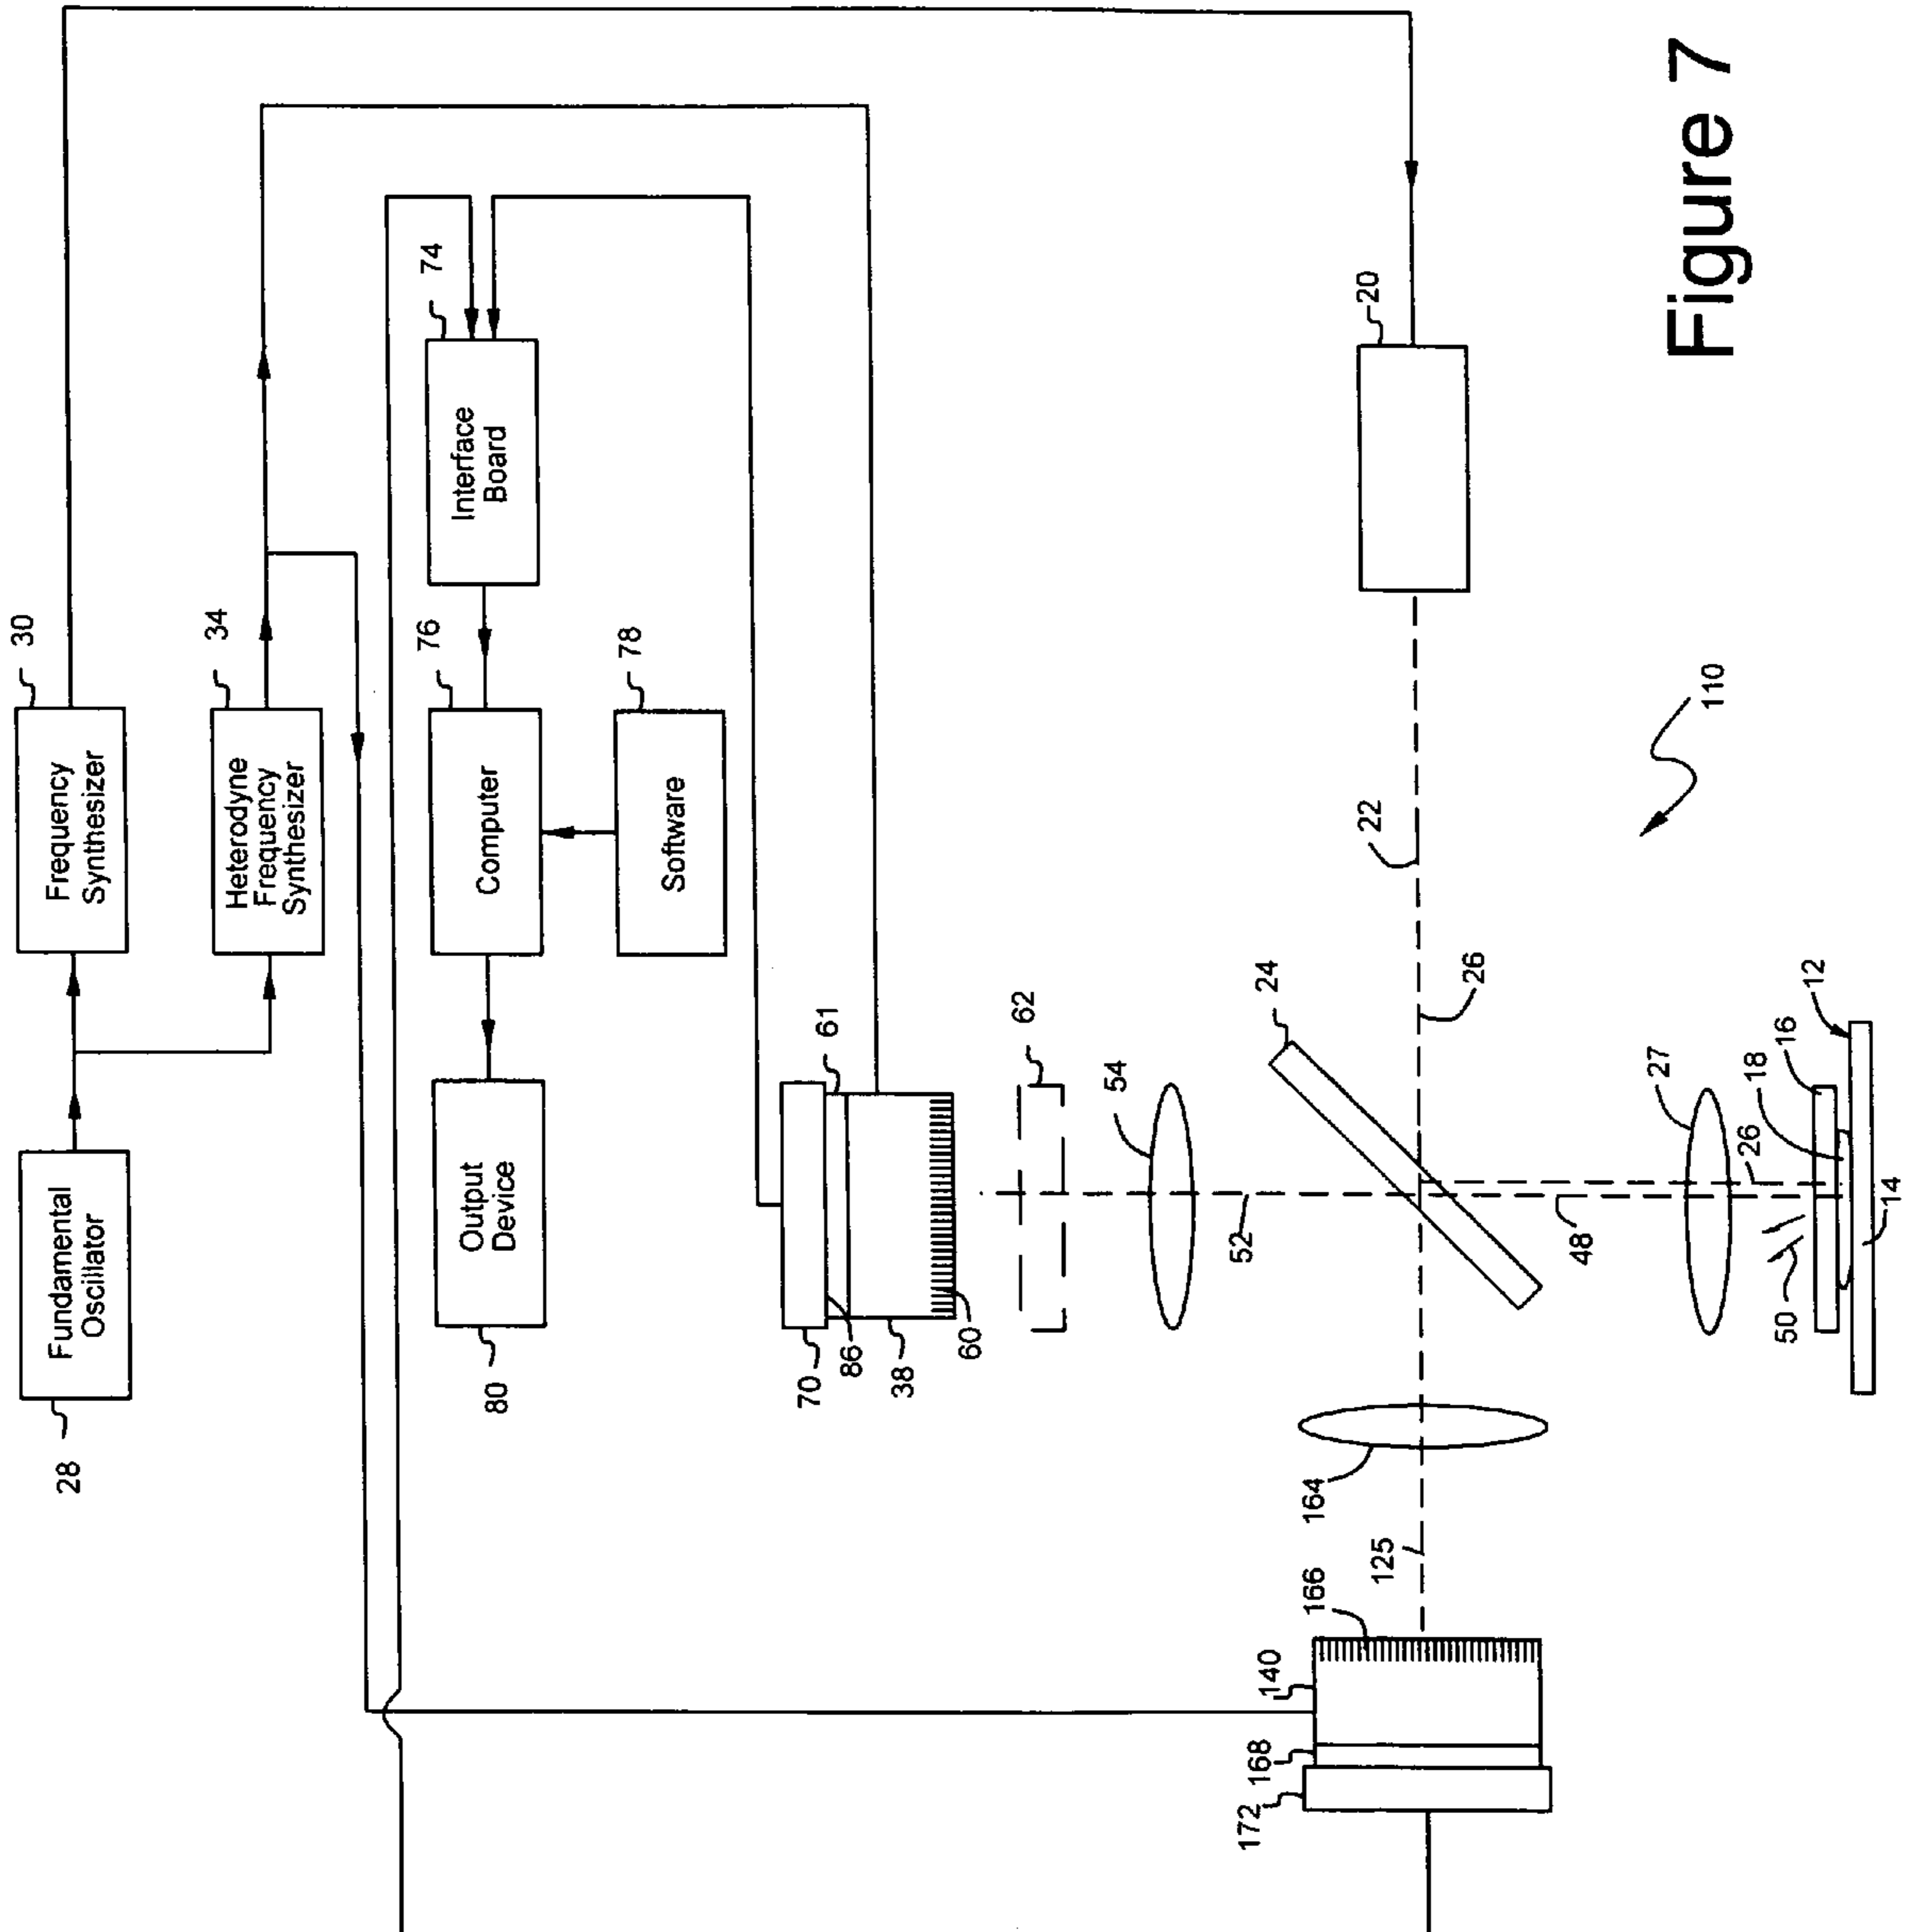 28
Fundamental
Oscillator
Frequency
Synthesizer
30
Heterodyne
Frequency
Synthesizer
34
80
Output
Device
Computer
76
Interface
Board
74
Software
78
70
86
38
60
61
62
54
52
172
168
140
166
125
164
24
26
22
20
48
27
50
26
18
16
12
14
110
Figure 7